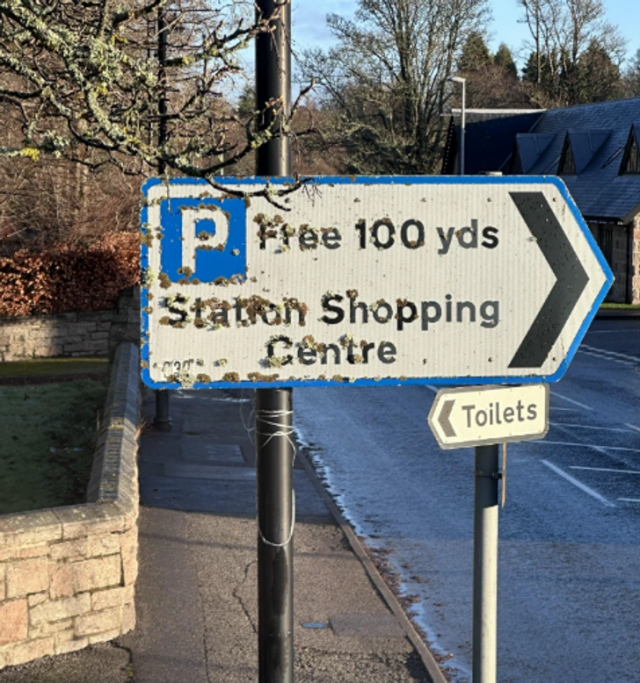 P Free 100 yds
Station Shopping
Centre
Toilets